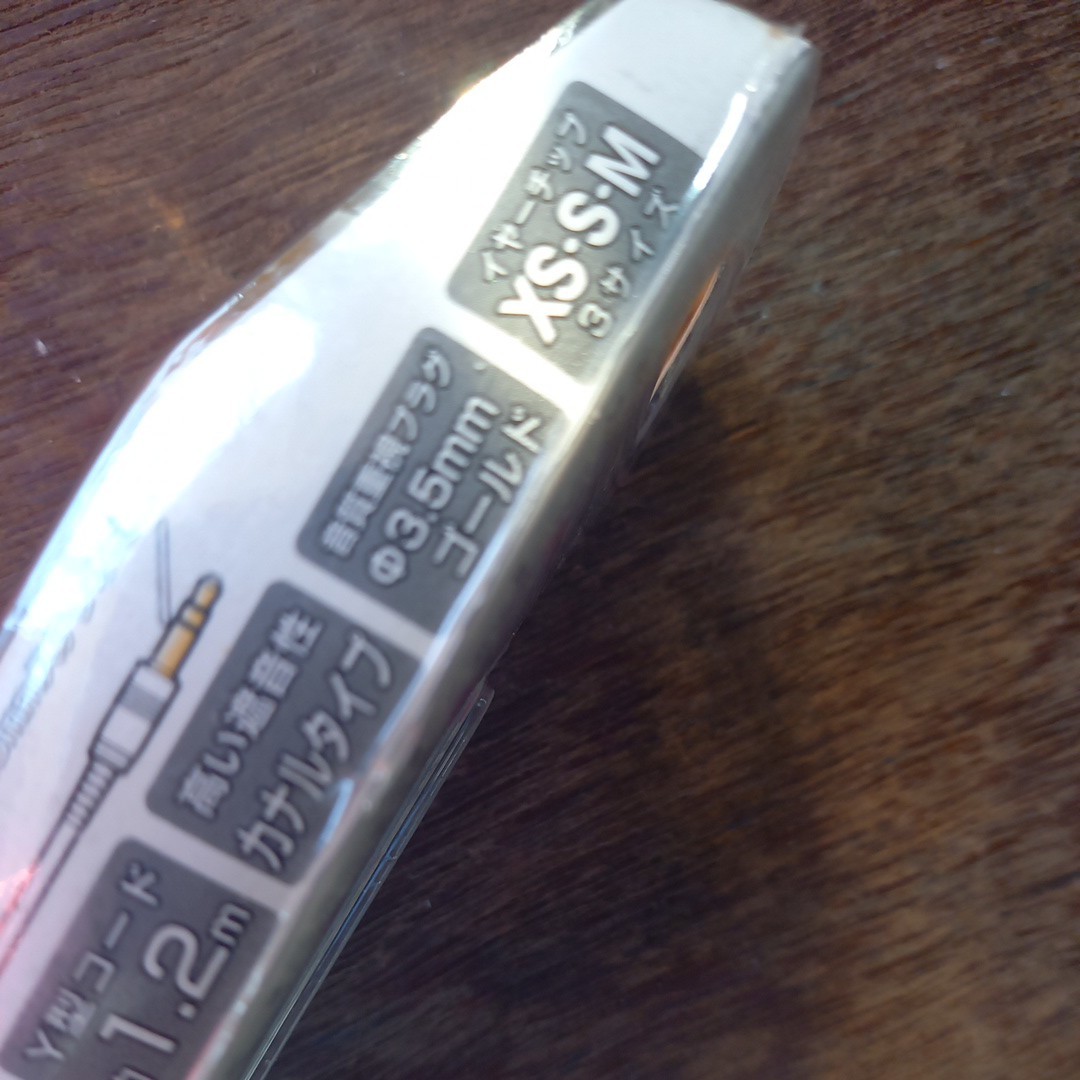 イヤーチップ
XS・S・M
3サイズ
音質重視プラグ
Φ3.5mm
ゴールド
高い遮音性
カナルタイプ
Y型コード
1.2m